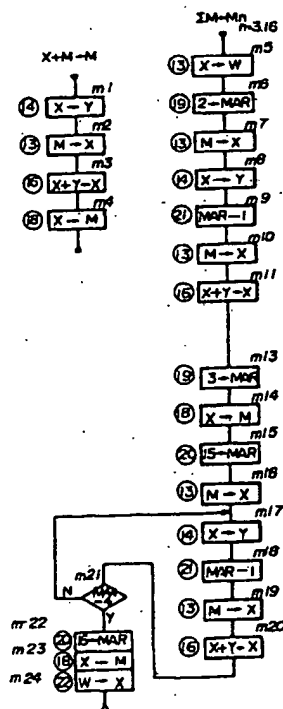 X+M→M
m1
14 X→Y
m2
13 M→X
m3
16 X+Y→X
m4
18 X→M
ΣM→Mn
m3.16
m5
13 X→W
m6
19 2→MAR
m7
13 M→X
m8
14 X→Y
m9
21 MAR-1
m10
13 M→X
m11
16 X+Y→X
m13
19 3→MAR
m14
18 X→M
m15
20 15→MAR
m16
13 M→X
m17
14 X→Y
m18
21 MAR-1
m19
13 M→X
m20
16 X+Y→X
m21
N
Y
m22
20 15→MAR
m23
18 X→M
m24
22 W→X